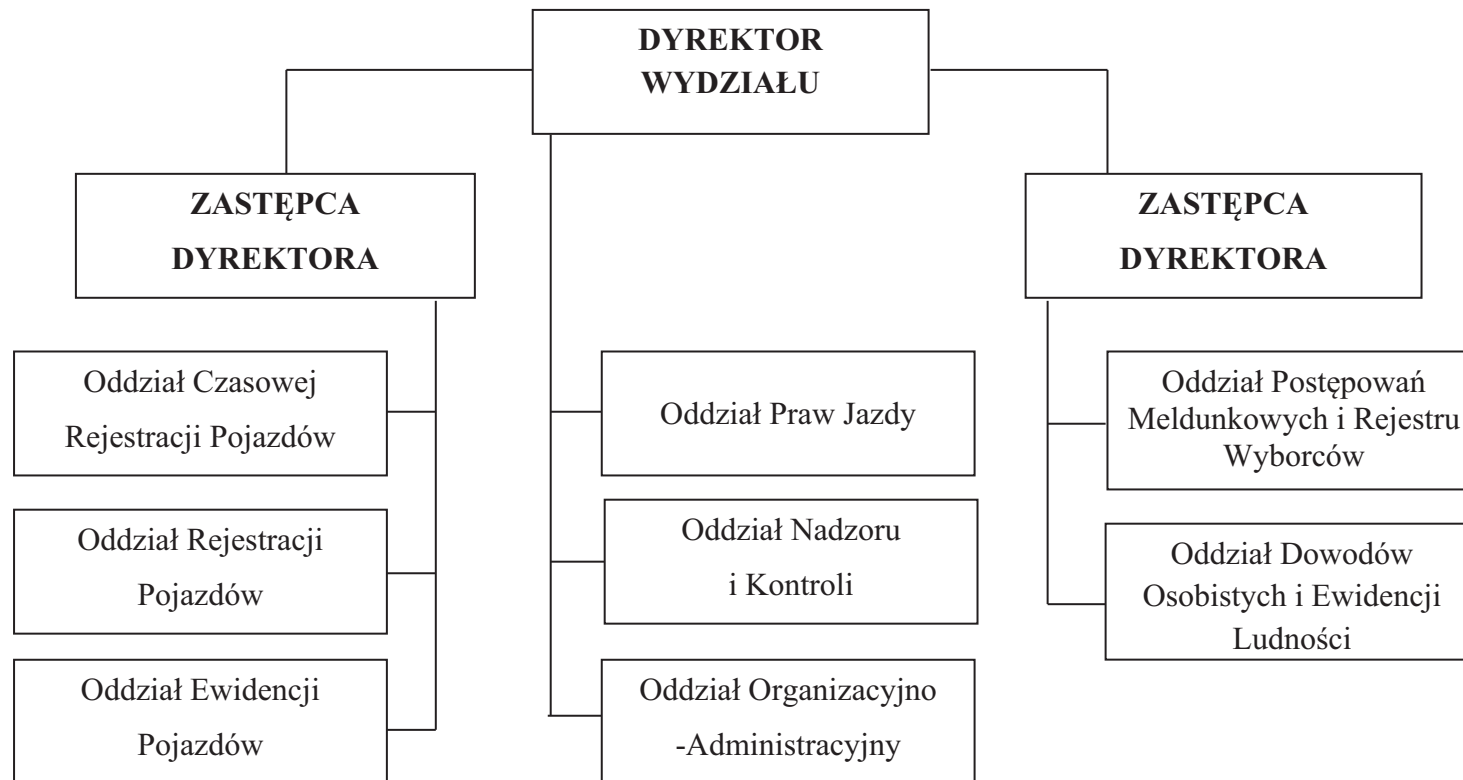 DYREKTOR
WYDZIAŁU
ZASTĘPCA
DYREKTORA
ZASTĘPCA
DYREKTORA
Oddział Czasowej
Rejestracji Pojazdów
Oddział Rejestracji
Pojazdów
Oddział Ewidencji
Pojazdów
Oddział Praw Jazdy
Oddział Nadzoru
i Kontroli
Oddział Organizacyjno
-Administracyjny
Oddział Postępowań
Meldunkowych i Rejestru
Wyborców
Oddział Dowodów
Osobistych i Ewidencji
Ludności